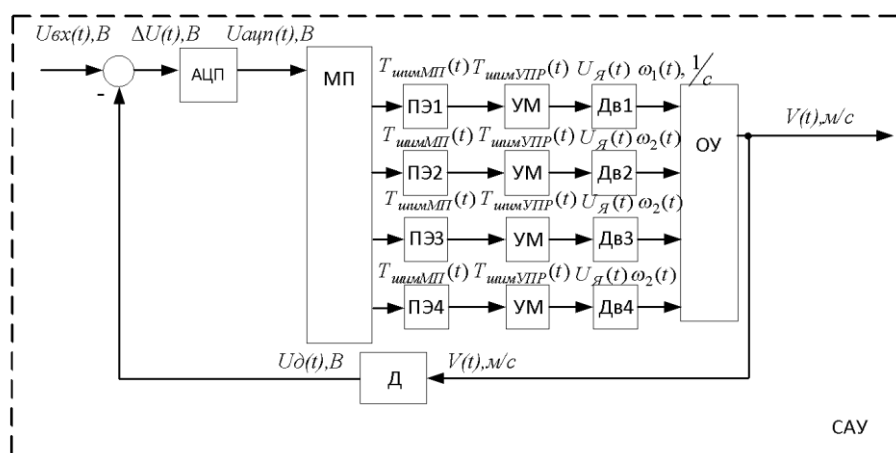 Uвх(t),В ΔU(t),В Uацп(t),В
АЦП
МП
TшимМП(t) TшимУПР(t) UЯ(t) ω1(t), 1/с
ПЭ1 УМ Дв1
TшимМП(t) TшимУПР(t) UЯ(t) ω2(t)
ПЭ2 УМ Дв2
TшимМП(t) TшимУПР(t) UЯ(t) ω2(t)
ПЭ3 УМ Дв3
TшимМП(t) TшимУПР(t) UЯ(t) ω2(t)
ПЭ4 УМ Дв4
ОУ
V(t),м/с
-
Uд(t),В
Д
V(t),м/с
САУ